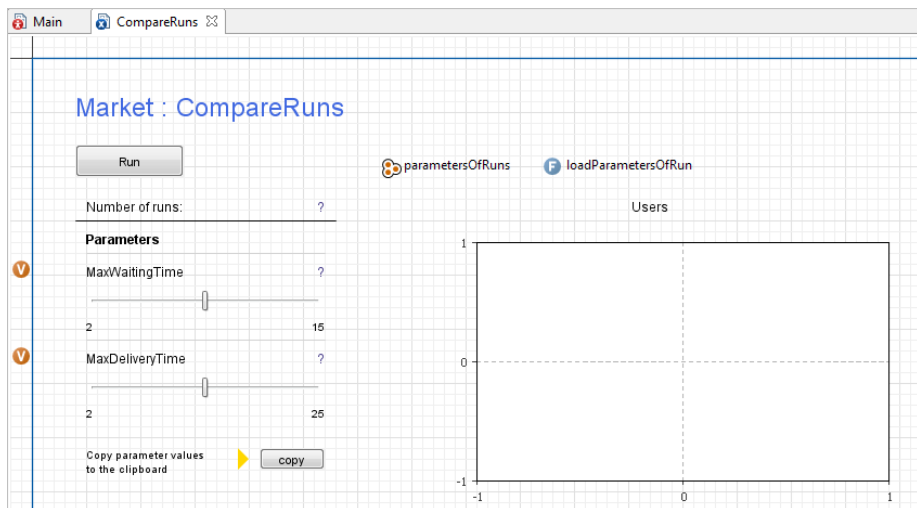 Main
CompareRuns
Market : CompareRuns
Run
parametersOfRuns
F
loadParametersOfRun
Number of runs:
?
Users
Parameters
V
MaxWaitingTime
?
2
15
V
MaxDeliveryTime
?
2
25
Copy parameter values
to the clipboard
copy
1
0
-1
-1
0
1